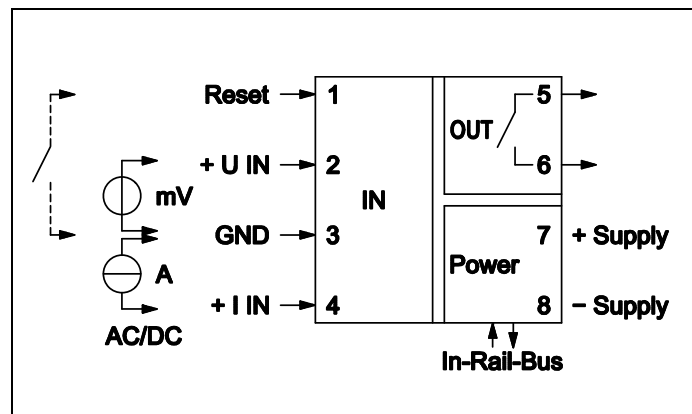 Reset 1 5
OUT
+ U IN 2 6
mV
IN
GND 3 7 + Supply
Power
A
+ I IN 4 8 – Supply
AC/DC
In-Rail-Bus